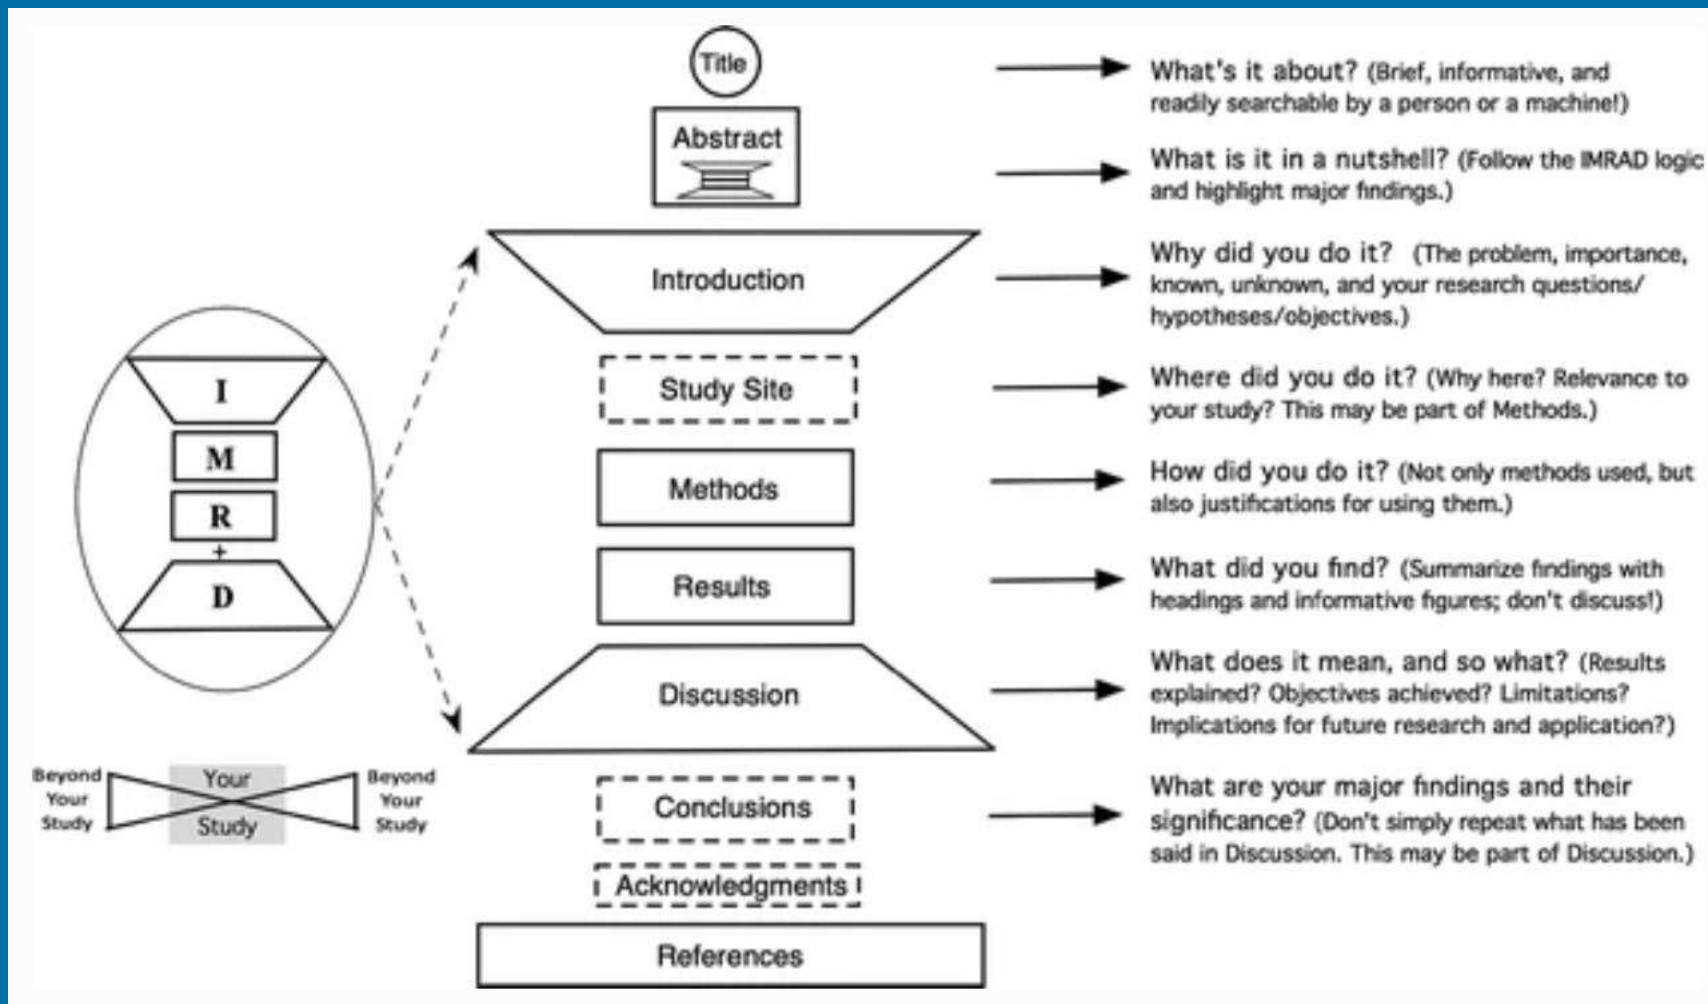 Title
What's it about? (Brief, informative, and
readily searchable by a person or a machine!)
Abstract
What is it in a nutshell? (Follow the IMRAD logic
and highlight major findings.)
Introduction
Why did you do it? (The problem, importance,
known, unknown, and your research questions/
hypotheses/objectives.)
Study Site
Where did you do it? (Why here? Relevance to
your study? This may be part of Methods.)
Methods
How did you do it? (Not only methods used, but
also justifications for using them.)
Results
What did you find? (Summarize findings with
headings and informative figures; don't discuss!)
Discussion
What does it mean, and so what? (Results
explained? Objectives achieved? Limitations?
Implications for future research and application?)
Conclusions
What are your major findings and their
significance? (Don't simply repeat what has been
said in Discussion. This may be part of Discussion.)
Acknowledgments
References
I
M
R
+
D
Beyond
Your
Study
Your
Study
Beyond
Your
Study